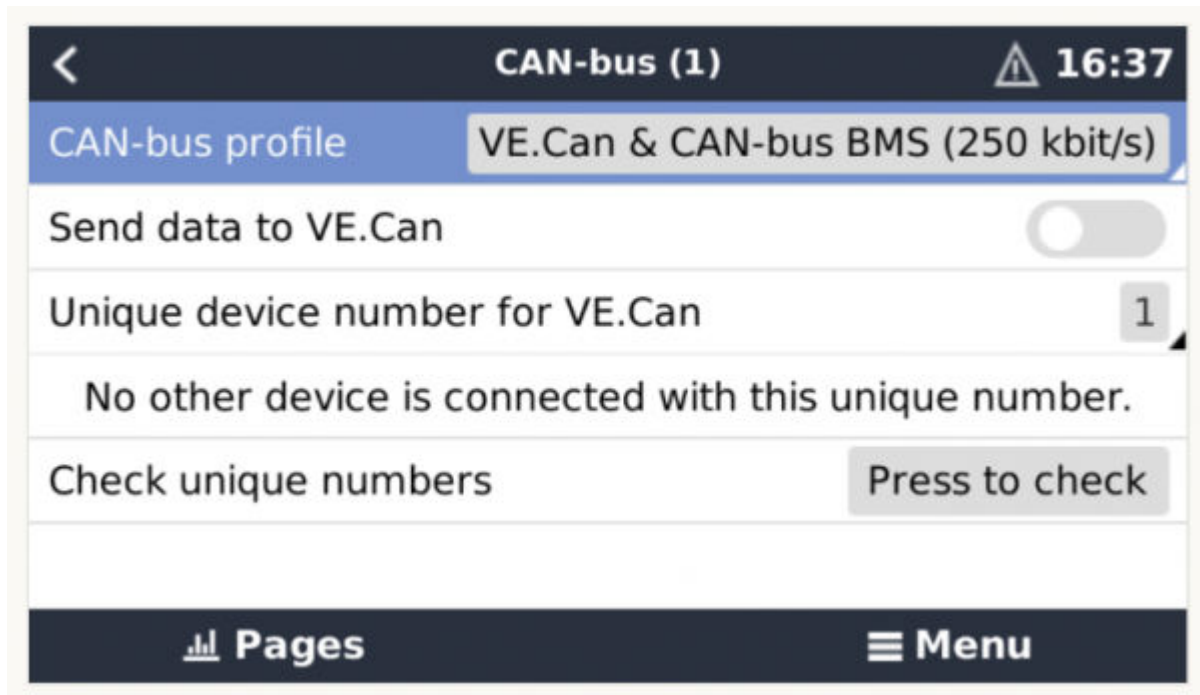 CAN-bus (1) 16:37
CAN-bus profile VE.Can & CAN-bus BMS (250 kbit/s)
Send data to VE.Can
Unique device number for VE.Can 1
No other device is connected with this unique number.
Check unique numbers Press to check
Pages Menu